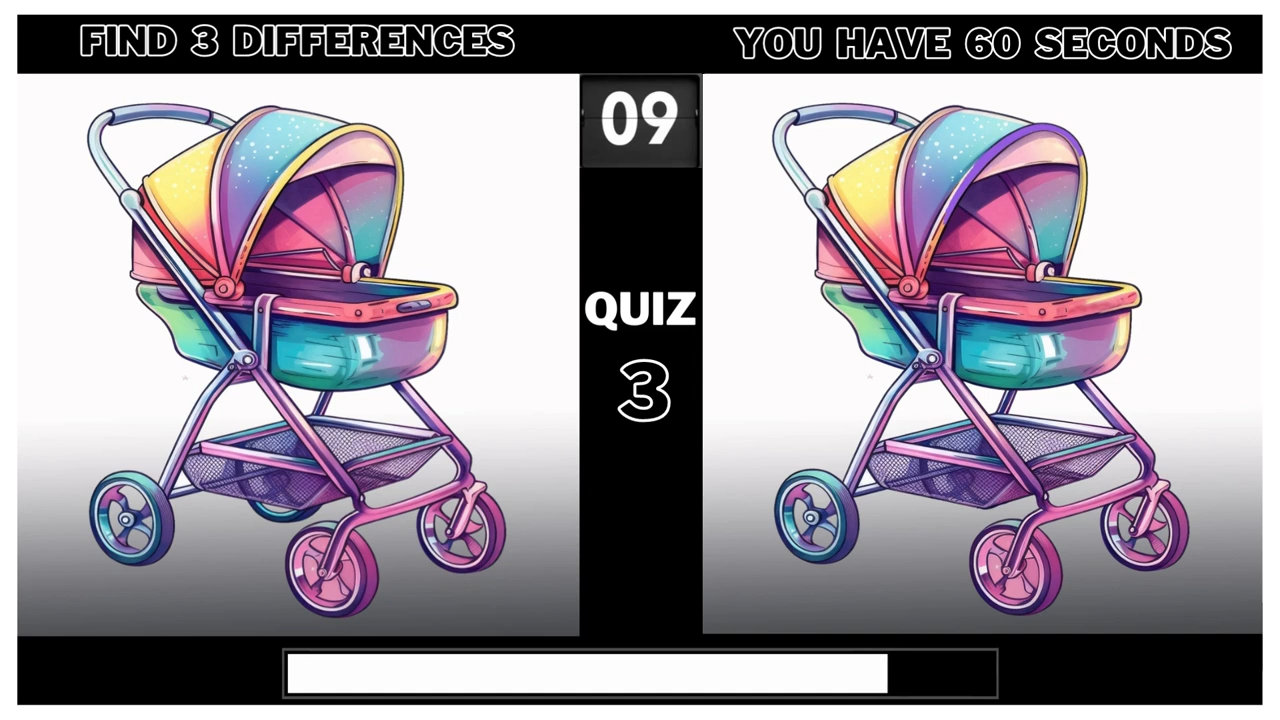 FIND 3 DIFFERENCES
YOU HAVE 60 SECONDS
09
QUIZ
3